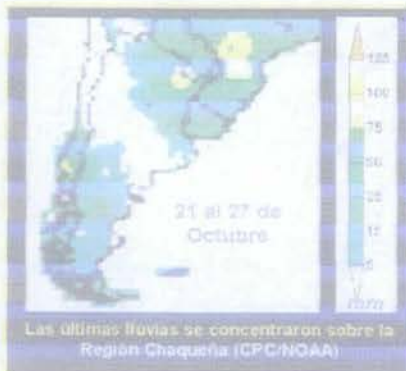 125
100
75
50
25
15
5
mm
21 al 27 de
Octubre
Las últimas lluvias se concentraron sobre la
Región Chaqueña (CPC/NOAA)